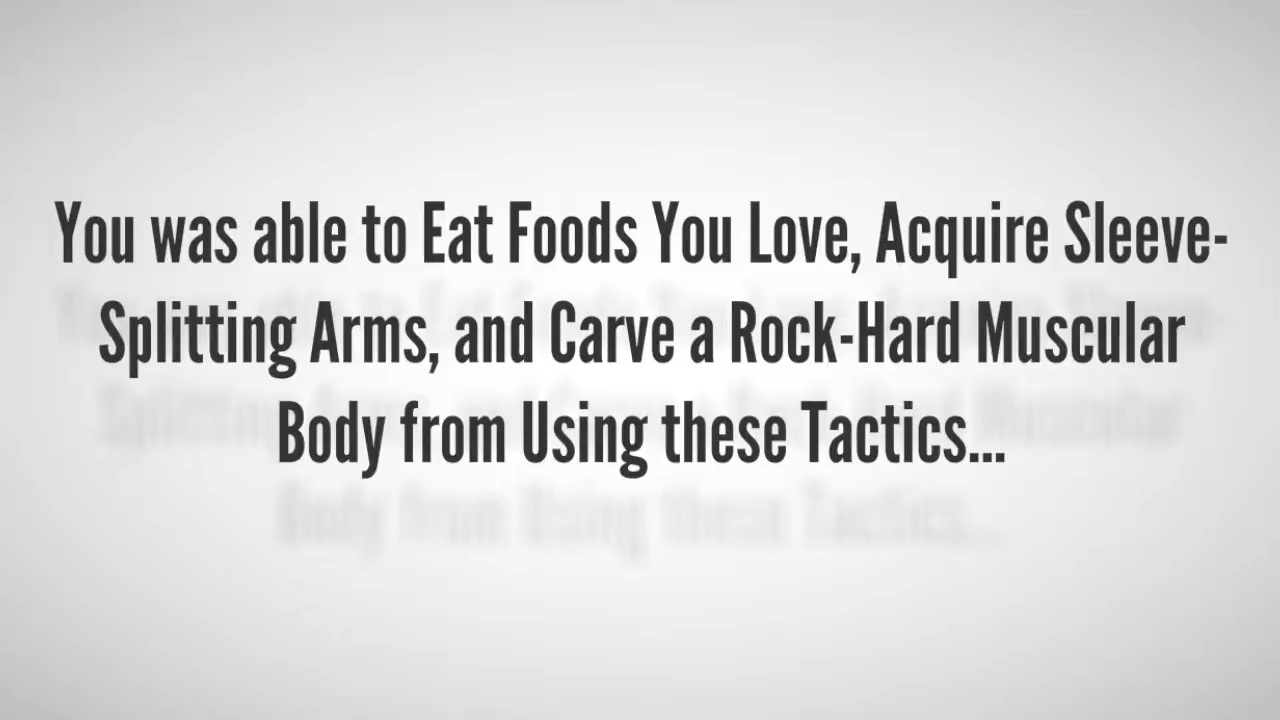 You was able to Eat Foods You Love, Acquire Sleeve-
Splitting Arms, and Carve a Rock-Hard Muscular
Body from Using these Tactics...